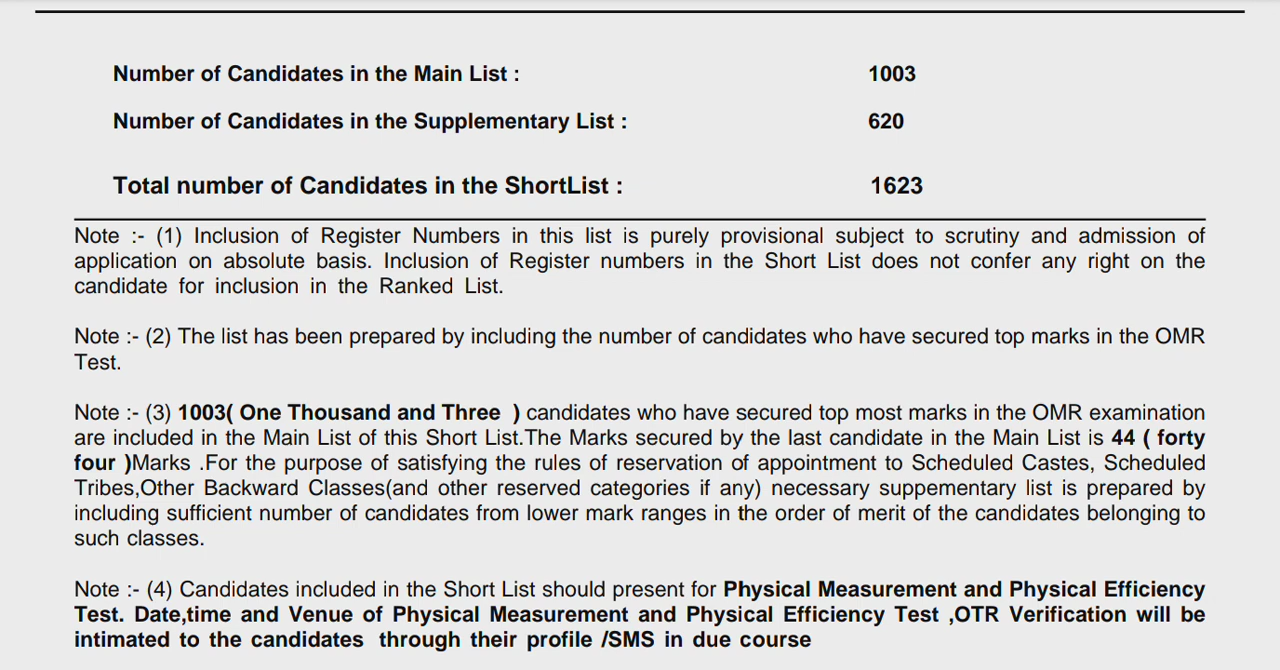 Number of Candidates in the Main List : 1003
Number of Candidates in the Supplementary List : 620
Total number of Candidates in the ShortList : 1623
Note :- (1) Inclusion of Register Numbers in this list is purely provisional subject to scrutiny and admission of
application on absolute basis. Inclusion of Register numbers in the Short List does not confer any right on the
candidate for inclusion in the Ranked List.
Note :- (2) The list has been prepared by including the number of candidates who have secured top marks in the OMR
Test.
Note :- (3) 1003( One Thousand and Three ) candidates who have secured top most marks in the OMR examination
are included in the Main List of this Short List.The Marks secured by the last candidate in the Main List is 44 ( forty
four )Marks .For the purpose of satisfying the rules of reservation of appointment to Scheduled Castes, Scheduled
Tribes,Other Backward Classes(and other reserved categories if any) necessary suppementary list is prepared by
including sufficient number of candidates from lower mark ranges in the order of merit of the candidates belonging to
such classes.
Note :- (4) Candidates included in the Short List should present for Physical Measurement and Physical Efficiency
Test. Date,time and Venue of Physical Measurement and Physical Efficiency Test ,OTR Verification will be
intimated to the candidates through their profile /SMS in due course